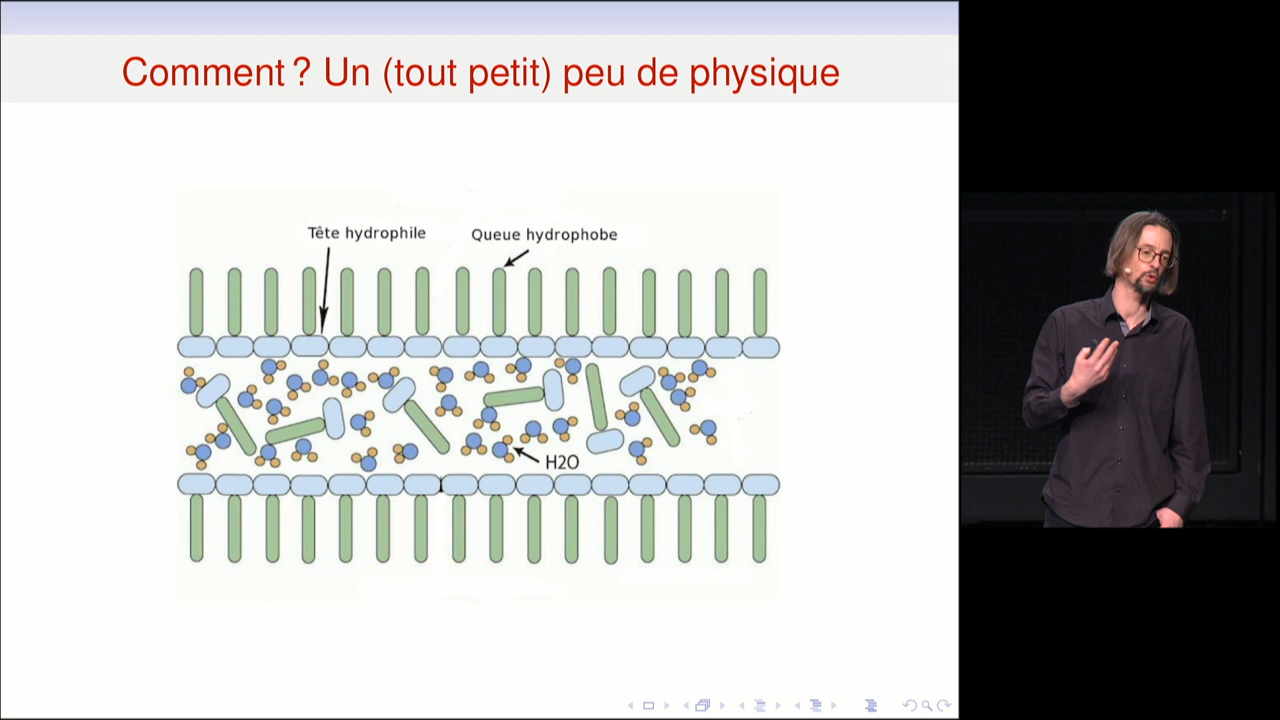 Comment ? Un (tout petit) peu de physique
Tête hydrophile
Queue hydrophobe
H2O